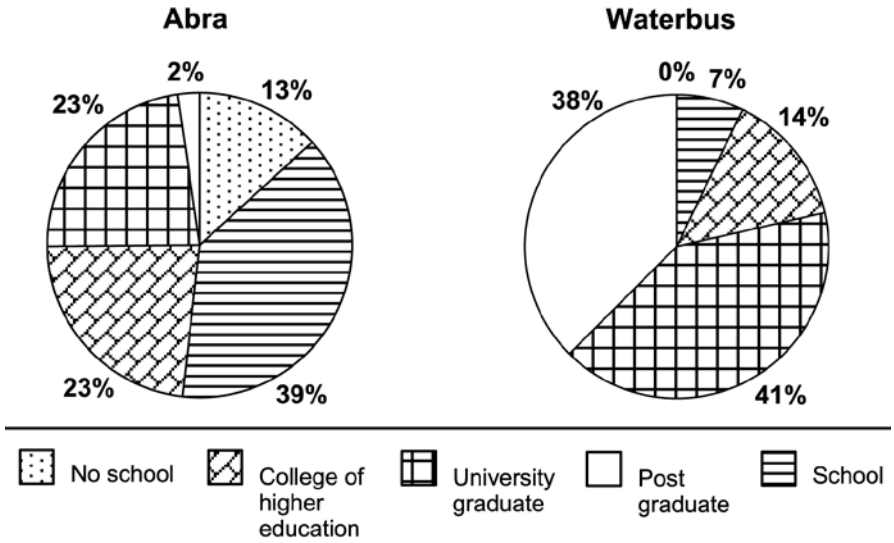 Abra
Waterbus
2%
13%
23%
23%
39%
0%
7%
38%
14%
41%
No school
College of
higher
education
University
graduate
Post
graduate
School